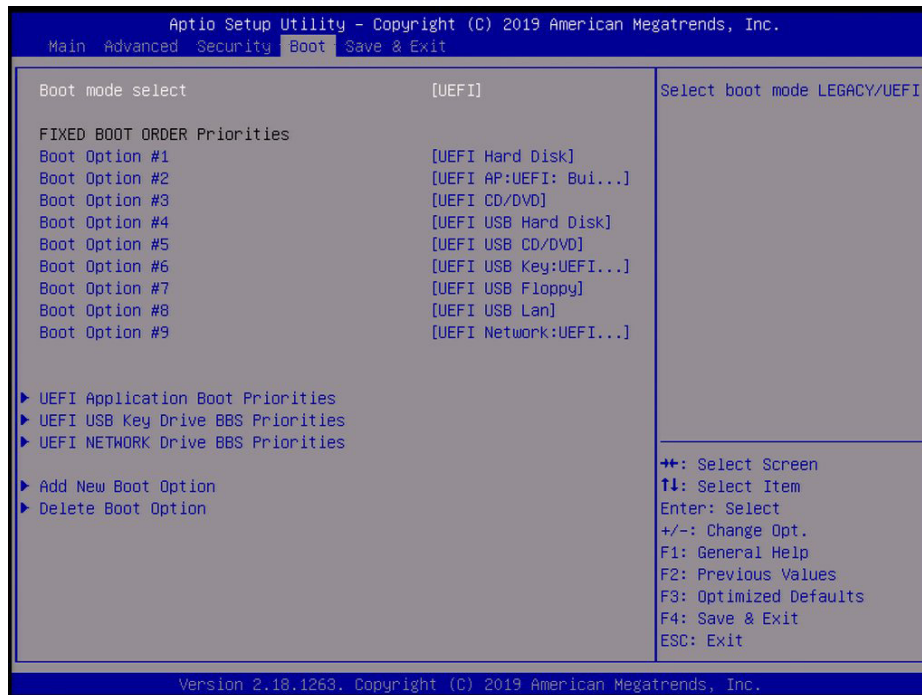 Aptio Setup Utility – Copyright (C) 2019 American Megatrends, Inc.
Main Advanced Security Boot Save & Exit
Boot mode select [UEFI]
Select boot mode LEGACY/UEFI
FIXED BOOT ORDER Priorities
Boot Option #1 [UEFI Hard Disk]
Boot Option #2 [UEFI AP:UEFI: Bui...]
Boot Option #3 [UEFI CD/DVD]
Boot Option #4 [UEFI USB Hard Disk]
Boot Option #5 [UEFI USB CD/DVD]
Boot Option #6 [UEFI USB Key:UEFI...]
Boot Option #7 [UEFI USB Floppy]
Boot Option #8 [UEFI USB Lan]
Boot Option #9 [UEFI Network:UEFI...]
UEFI Application Boot Priorities
UEFI USB Key Drive BBS Priorities
UEFI NETWORK Drive BBS Priorities
Add New Boot Option
Delete Boot Option
→←: Select Screen
↑↓: Select Item
Enter: Select
+/-: Change Opt.
F1: General Help
F2: Previous Values
F3: Optimized Defaults
F4: Save & Exit
ESC: Exit
Version 2.18.1263. Copyright (C) 2019 American Megatrends, Inc.